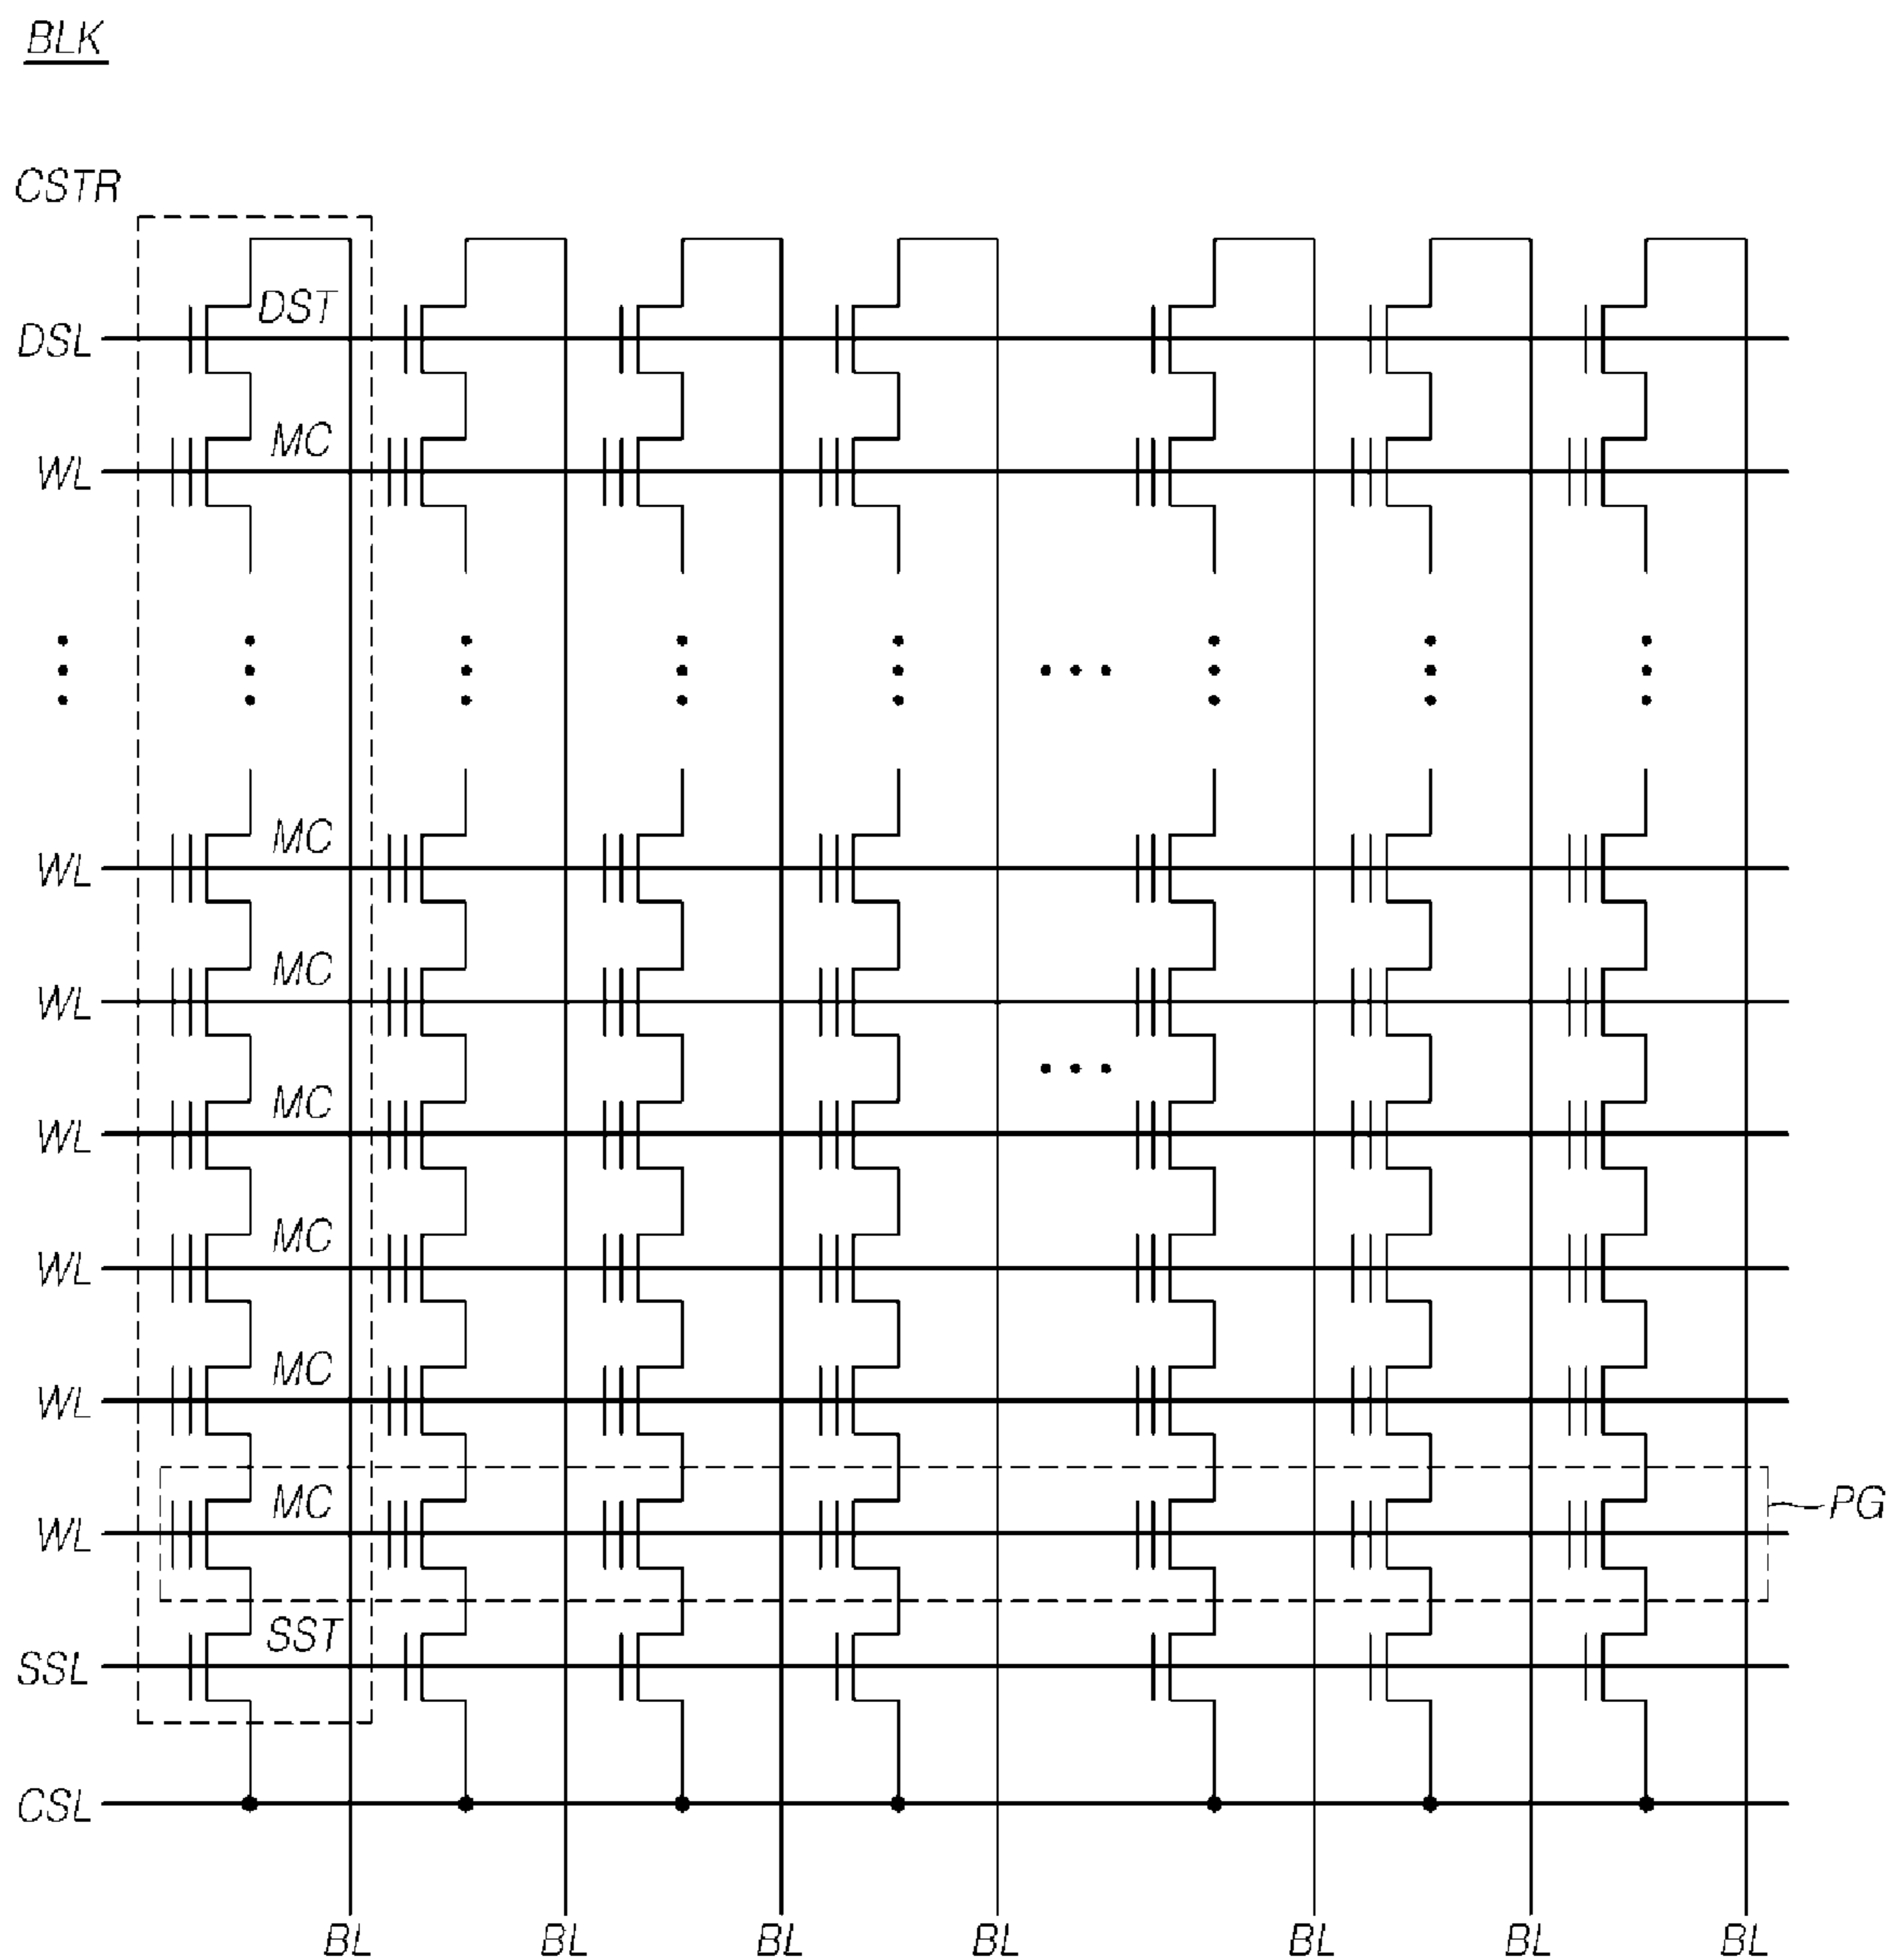 BLK
CSTR
DSL DST
WL MC
WL MC
WL MC
WL MC
WL MC
WL MC
WL MC PG
SSL SST
CSL
BL BL BL BL BL BL BL